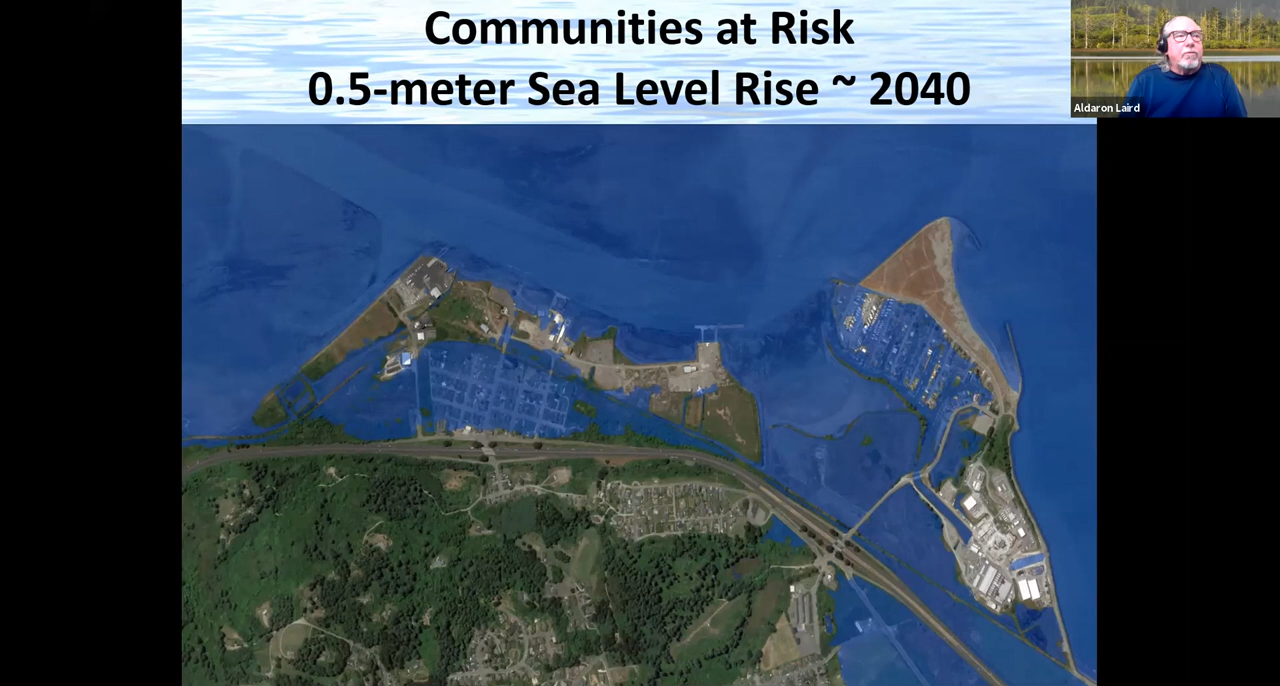 Communities at Risk
0.5-meter Sea Level Rise ~ 2040
Aldaron Laird